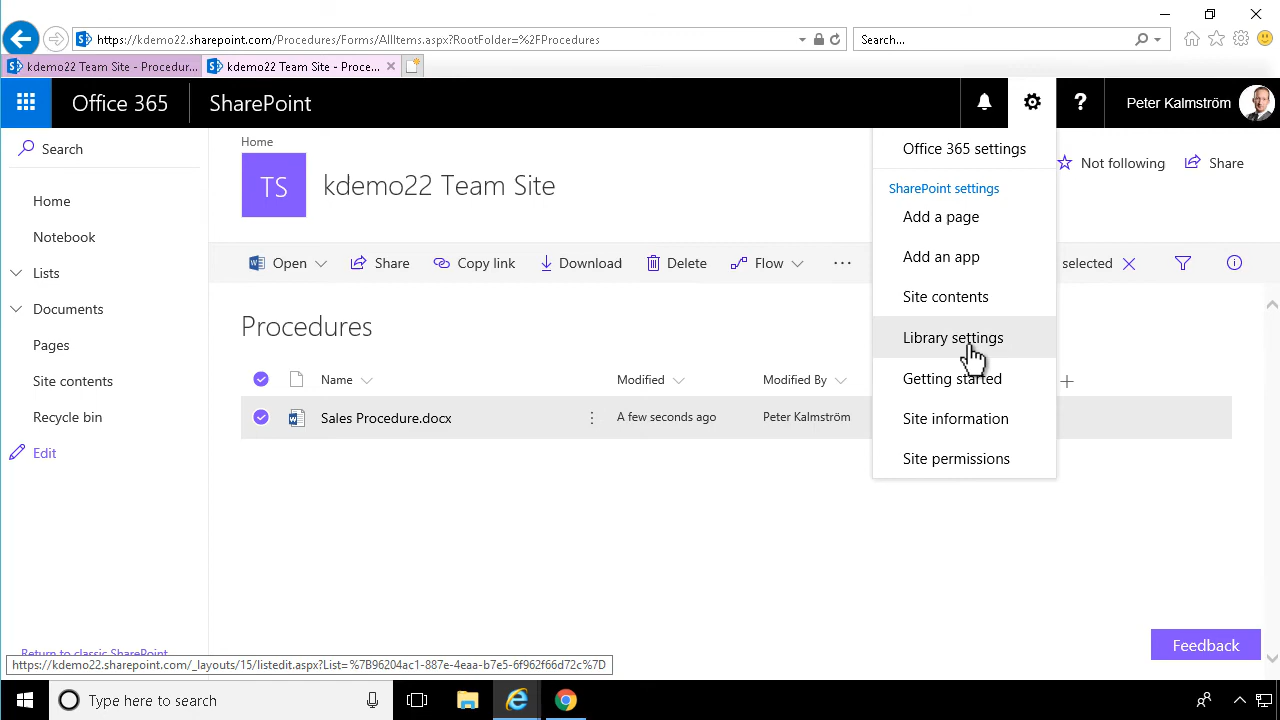 https://kdemo22.sharepoint.com/Procedures/Forms/AllItems.aspx?RootFolder=%2FProcedures
Search...
kdemo22 Team Site - Procedur...
kdemo22 Team Site - Proce...
Office 365
SharePoint
Peter Kalmström
Search
Home
Notebook
Lists
Documents
Pages
Site contents
Recycle bin
Edit
Return to classic SharePoint
Home
TS
kdemo22 Team Site
Not following
Share
Open
Share
Copy link
Download
Delete
Flow
selected
Procedures
Name
Modified
Modified By
Sales Procedure.docx
A few seconds ago
Peter Kalmström
Office 365 settings
SharePoint settings
Add a page
Add an app
Site contents
Library settings
Getting started
Site information
Site permissions
Feedback
https://kdemo22.sharepoint.com/_layouts/15/listedit.aspx?List=%7B96204ac1-887e-4eaa-b7e5-6f962f66d72c%7D
Type here to search